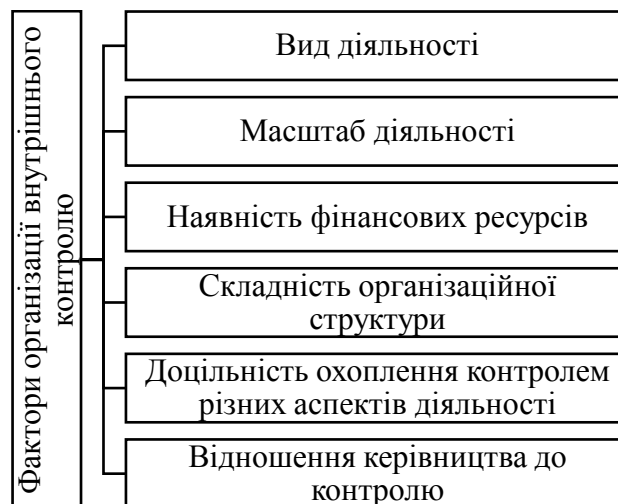 Фактори організації внутрішнього
контролю
Вид діяльності
Масштаб діяльності
Наявність фінансових ресурсів
Складність організаційної
структури
Доцільність охоплення контролем
різних аспектів діяльності
Відношення керівництва до
контролю